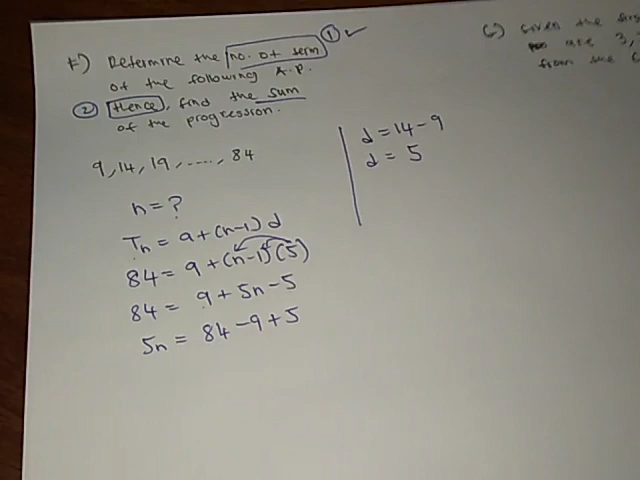 F) Determine the no. of term ① ✓
of the following A.P.
② Hence, find the sum
of the progression.
9, 14, 19, ....., 84
n = ?
Tn = a + (n-1) d
84 = 9 + (n-1)(5)
84 = 9 + 5n - 5
5n = 84 - 9 + 5
d = 14 - 9
d = 5
Given the
are 3,
from the